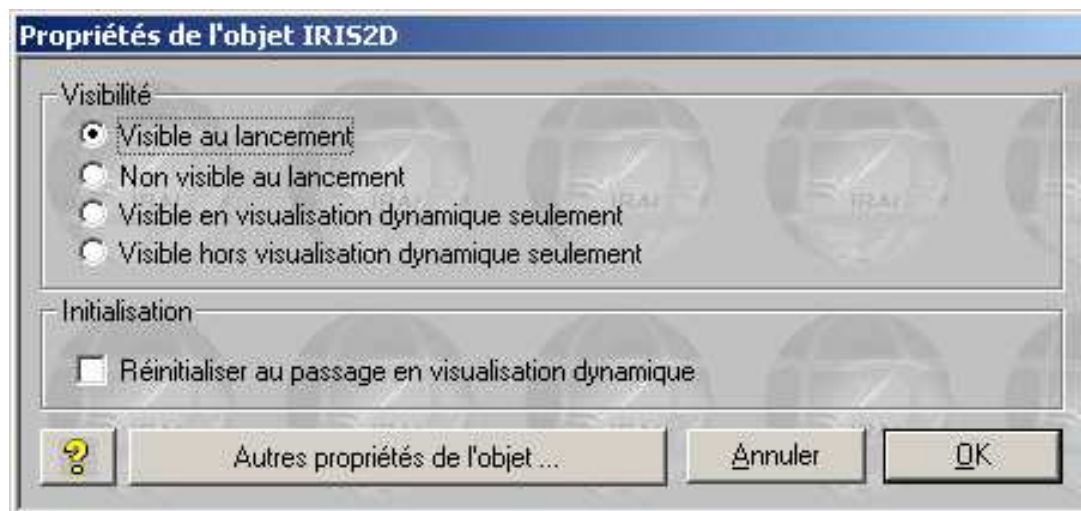 Propriétés de l'objet IRIS2D
Visibilité
Visible au lancement
Non visible au lancement
Visible en visualisation dynamique seulement
Visible hors visualisation dynamique seulement
Initialisation
Réinitialiser au passage en visualisation dynamique
? Autres propriétés de l'objet ... Annuler OK